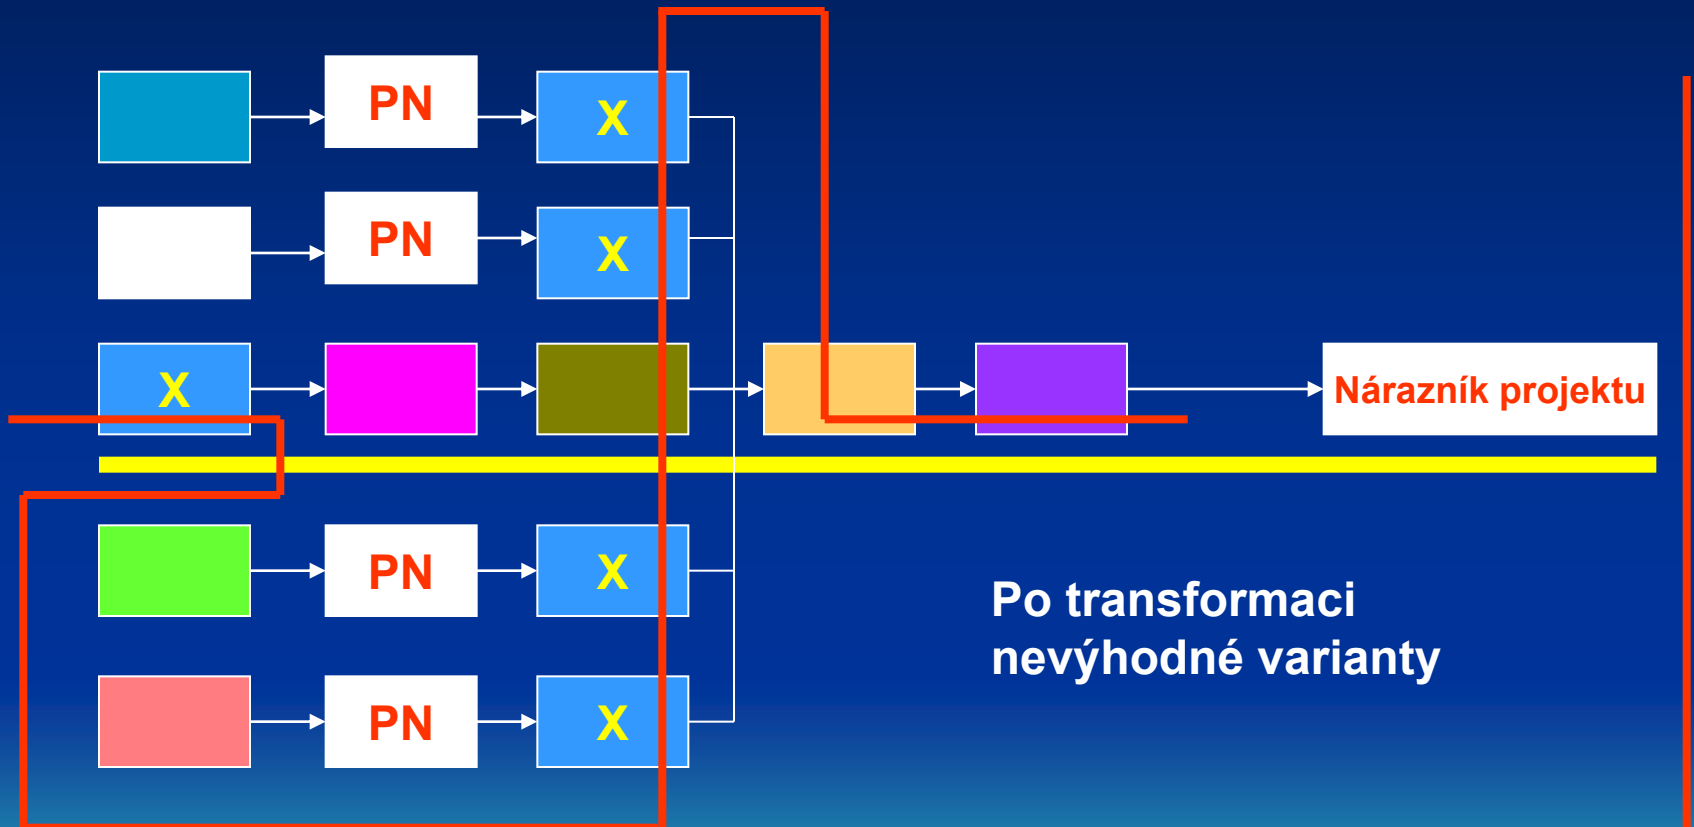 PN
X
PN
X
X
Nárazník projektu
PN
X
Po transformaci
nevýhodné varianty
PN
X